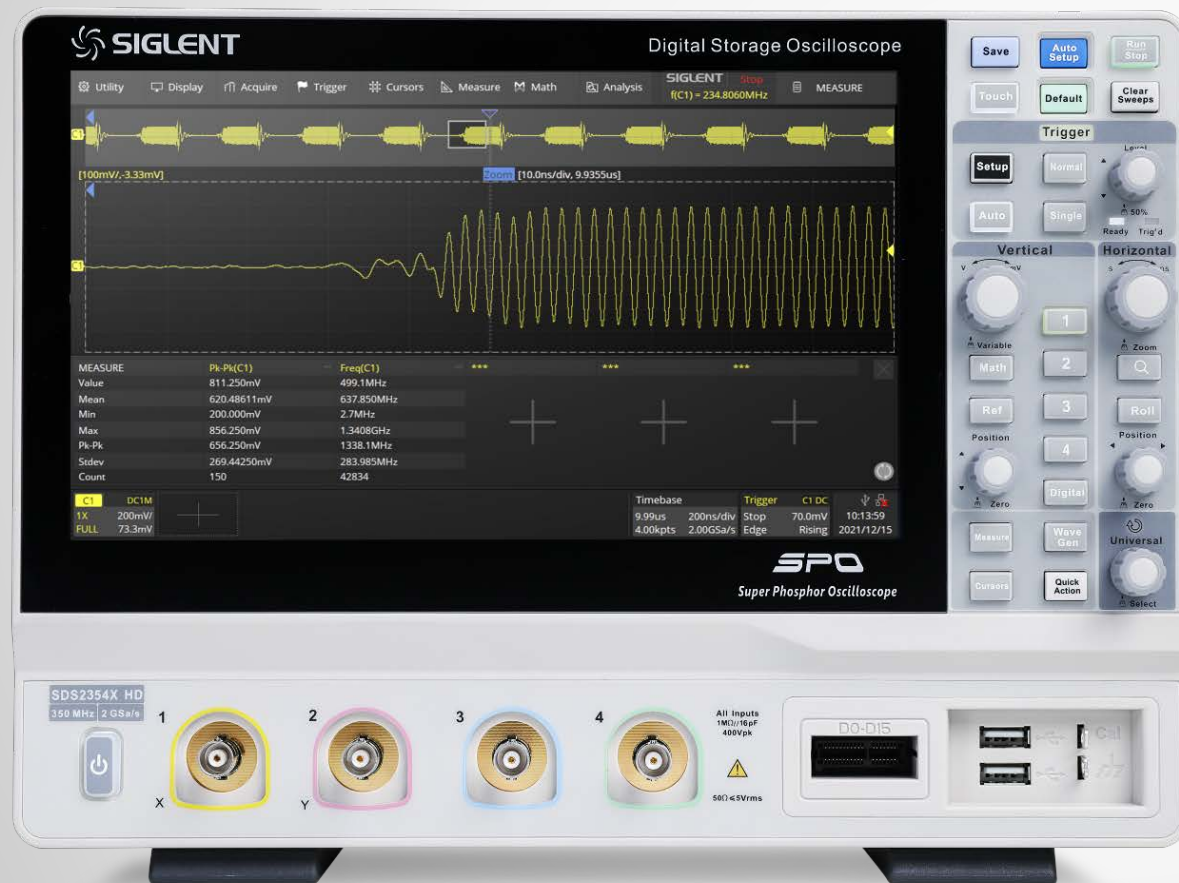 SIGLENT
Digital Storage Oscilloscope
Utility Display Acquire Trigger Cursors Measure Math Analysis
SIGLENT Stop
f(C1) = 234.8060MHz
MEASURE
C1
[100mV/,-3.33mV]
Zoom [10.0ns/div, 9.9355us]
C1
MEASURE Pk-Pk(C1) Freq(C1) *** *** ***
Value 811.250mV 499.1MHz
Mean 620.48611mV 637.850MHz
Min 200.000mV 2.7MHz
Max 856.250mV 1.3408GHz
Pk-Pk 656.250mV 1338.1MHz
Stdev 269.44250mV 283.985MHz
Count 150 42834
C1 DC1M
1X 200mV/
FULL 73.3mV
Timebase
9.99us 200ns/div
4.00kpts 2.00GSa/s
Trigger C1 DC
Stop 70.0mV
Edge Rising
10:13:59
2021/12/15
SPO
Super Phosphor Oscilloscope
Save
Auto
Setup
Run
Stop
Touch
Default
Clear
Sweeps
Trigger
Setup
Normal
Level
Auto
Single
50%
Ready Trig'd
Vertical
Horizontal
V mV
s ns
1
Variable
Zoom
Math
2
Ref
3
Roll
Position
Position
4
Zero
Digital
Zero
Measure
Wave
Gen
Universal
Cursors
Quick
Action
Select
SDS2354X HD
350 MHz 2 GSa/s
1
X
2
Y
3
4
All Inputs
1MΩ//16pF
400Vpk
50Ω≤5Vrms
D0-D15
Cal